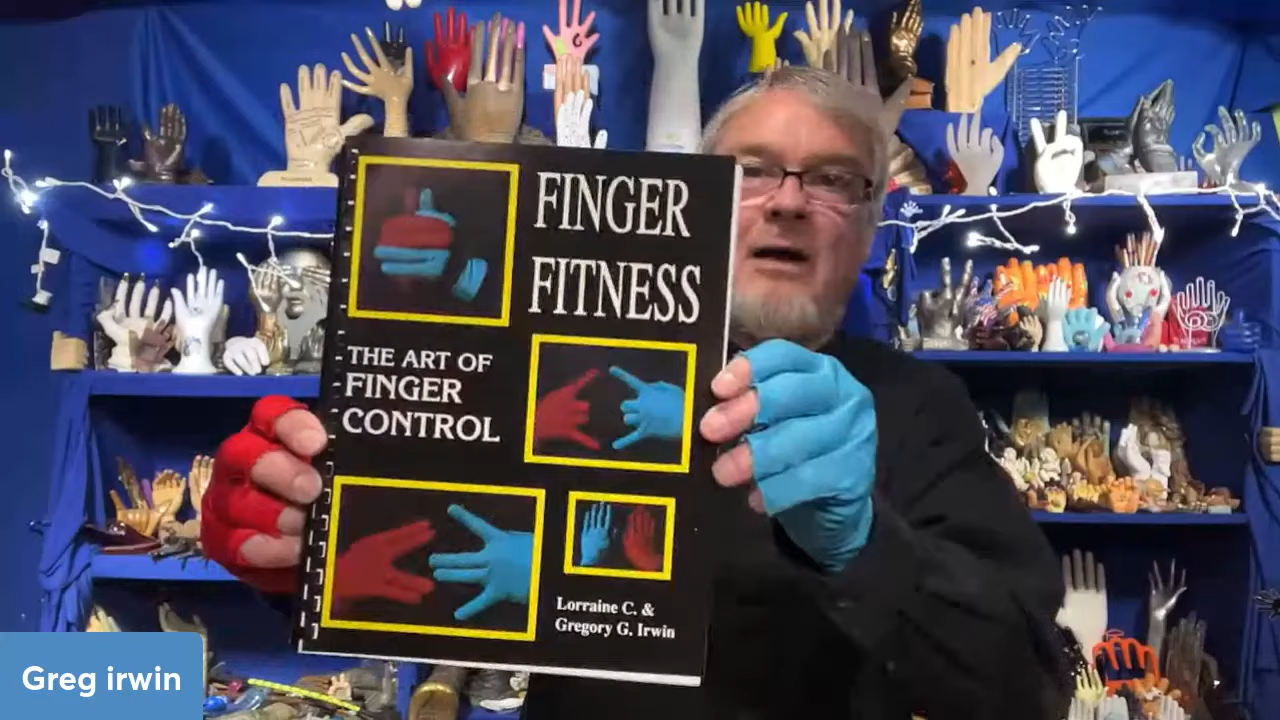 FINGER
FITNESS
THE ART OF
FINGER
CONTROL
Lorraine C. &
Gregory G. Irwin
Greg irwin